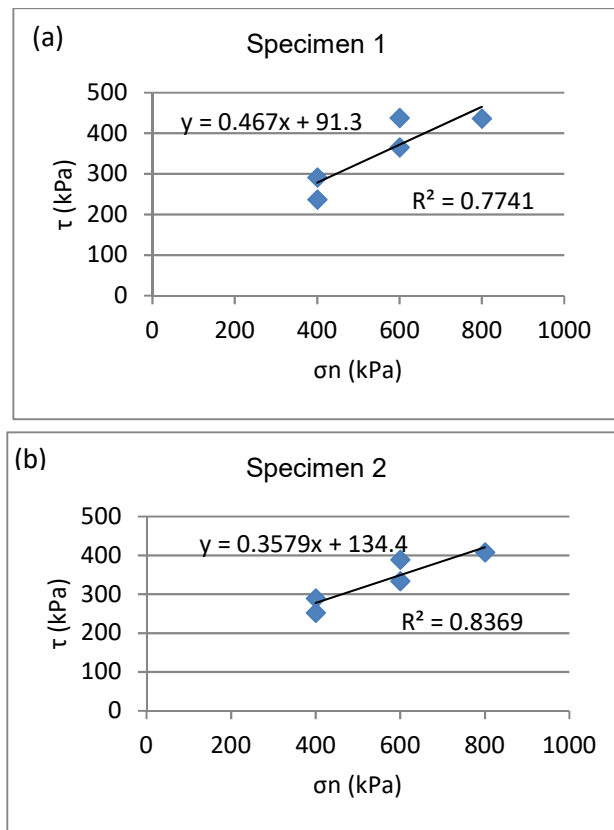 (a)
Specimen 1
500
400
300
200
100
0
τ (kPa)
y = 0.467x + 91.3
R² = 0.7741
0 200 400 600 800 1000
σn (kPa)
(b)
Specimen 2
500
400
300
200
100
0
τ (kPa)
y = 0.3579x + 134.4
R² = 0.8369
0 200 400 600 800 1000
σn (kPa)